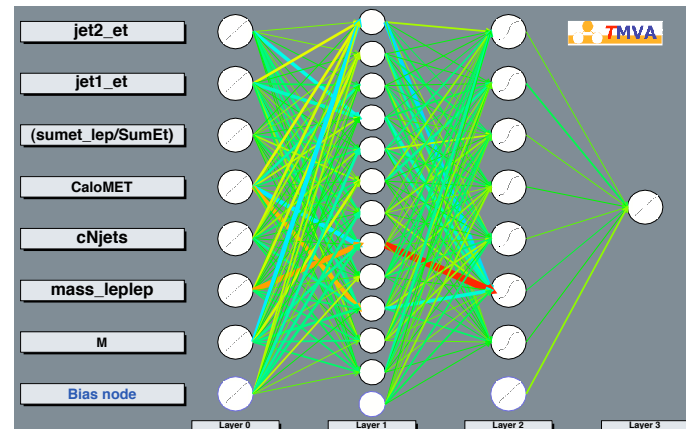 jet2_et
TMVA
jet1_et
(sumet_lep/SumEt)
CaloMET
cNjets
mass_leplep
M
Bias node
Layer 0
Layer 1
Layer 2
Layer 3